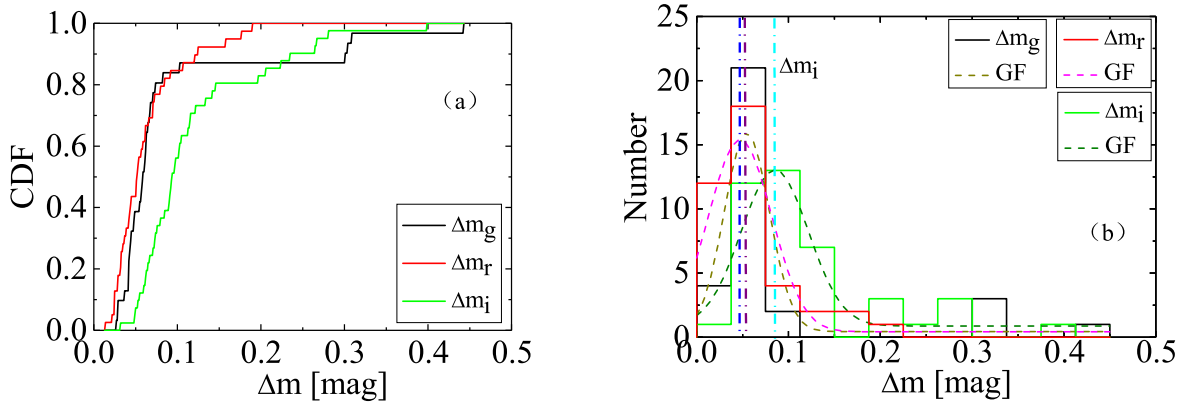 1.0
0.8
0.6
0.4
0.2
0.0
CDF
（a）
Δm_g
Δm_r
Δm_i
0.0 0.1 0.2 0.3 0.4 0.5
Δm [mag]
25
20
15
10
5
0
Number
Δm_i
Δm_g
GF
Δm_r
GF
Δm_i
GF
（b）
0.0 0.1 0.2 0.3 0.4 0.5
Δm [mag]